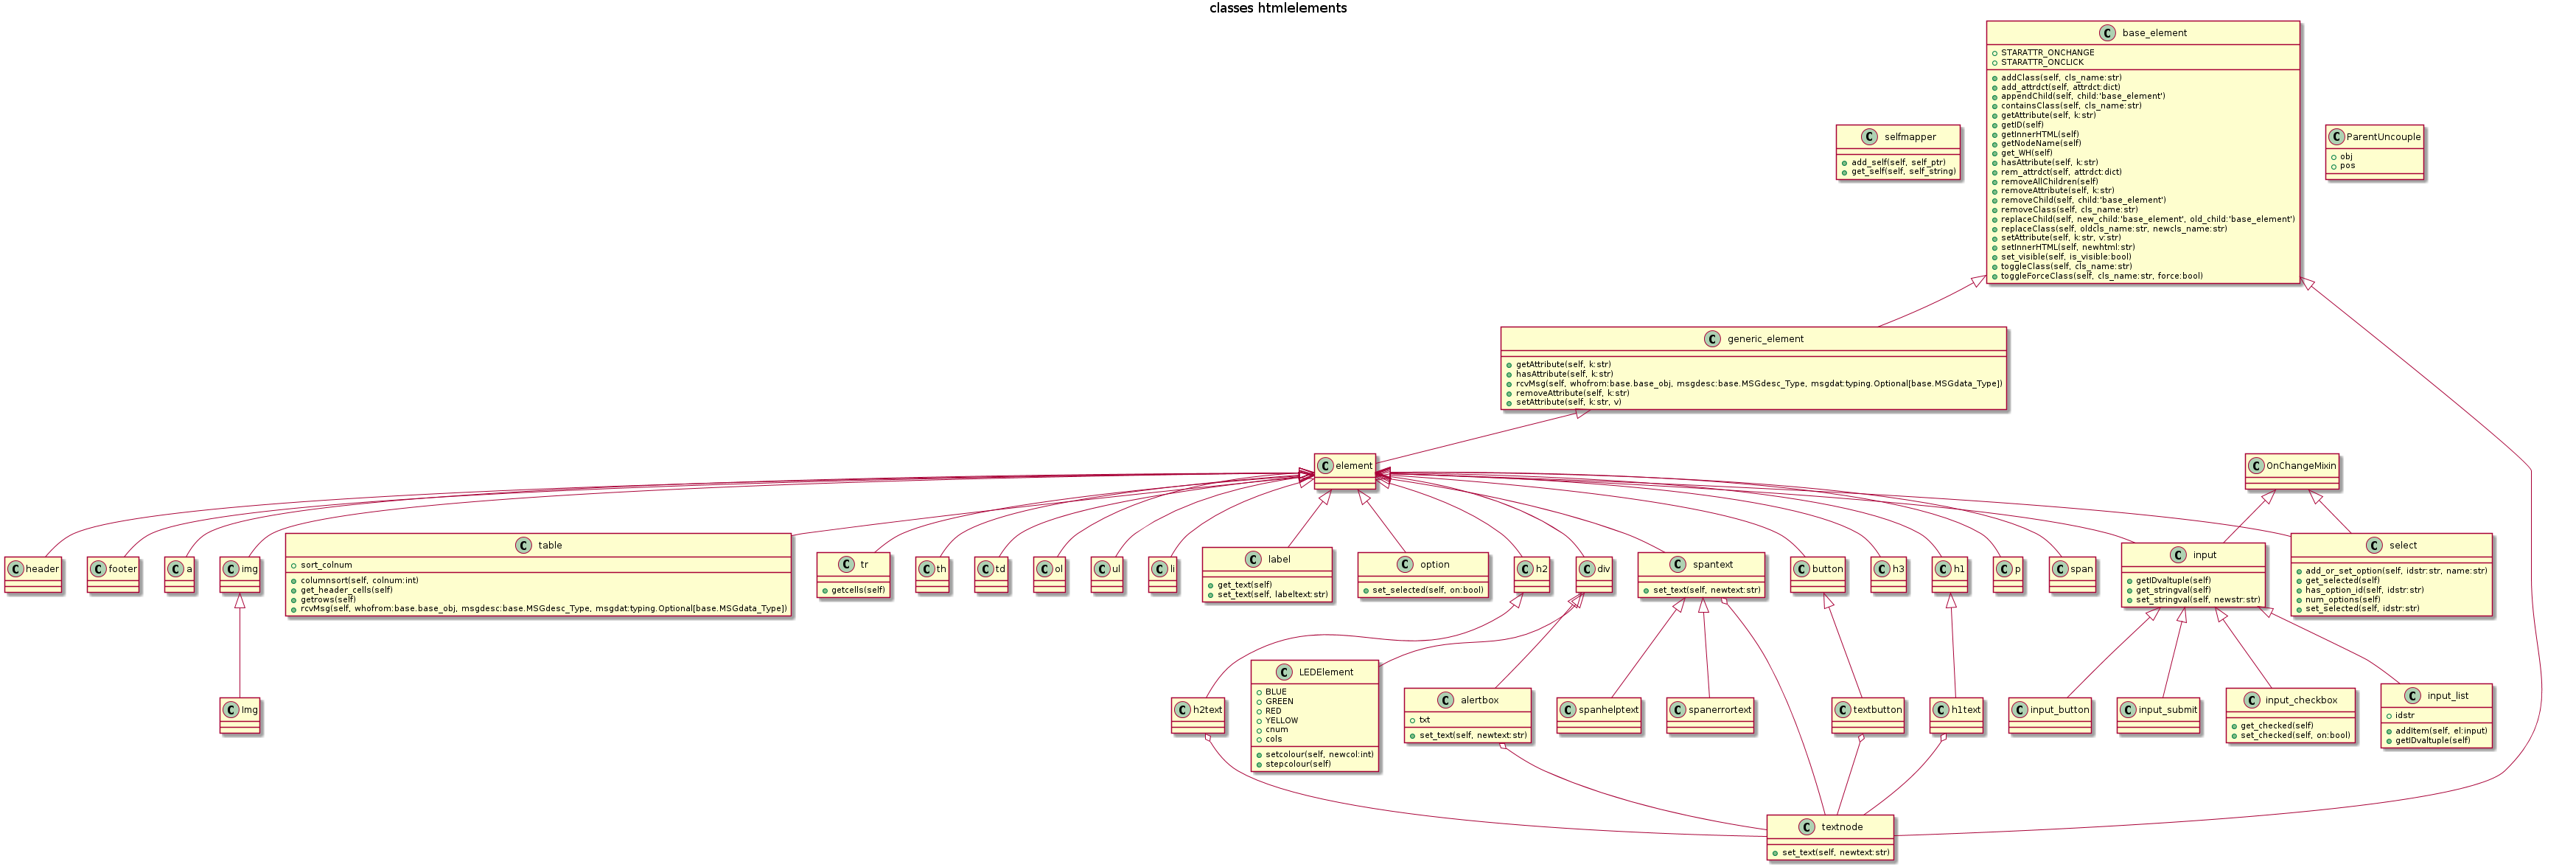 classes htmlelements
C base_element
STARATTR_ONCHANGE
STARATTR_ONCLICK
addClass(self, cls_name:str)
add_attrdct(self, attrdct:dict)
appendChild(self, child:'base_element')
containsClass(self, cls_name:str)
getAttribute(self, k:str)
getID(self)
getInnerHTML(self)
getNodeName(self)
get_WH(self)
hasAttribute(self, k:str)
rem_attrdct(self, attrdct:dict)
removeAllChildren(self)
removeAttribute(self, k:str)
removeChild(self, child:'base_element')
removeClass(self, cls_name:str)
replaceChild(self, new_child:'base_element', old_child:'base_element')
replaceClass(self, oldcls_name:str, newcls_name:str)
setAttribute(self, k:str, v:str)
setInnerHTML(self, newhtml:str)
set_visible(self, is_visible:bool)
toggleClass(self, cls_name:str)
toggleForceClass(self, cls_name:str, force:bool)
C selfmapper
add_self(self, self_ptr)
get_self(self, self_string)
C ParentUncouple
obj
pos
C generic_element
getAttribute(self, k:str)
hasAttribute(self, k:str)
rcvMsg(self, whofrom:base.base_obj, msgdesc:base.MSGdesc_Type, msgdat:typing.Optional[base.MSGdata_Type])
removeAttribute(self, k:str)
setAttribute(self, k:str, v)
C element
C OnChangeMixin
C header
C footer
C a
C img
C table
sort_colnum
columnsort(self, colnum:int)
get_header_cells(self)
getrows(self)
rcvMsg(self, whofrom:base.base_obj, msgdesc:base.MSGdesc_Type, msgdat:typing.Optional[base.MSGdata_Type])
C tr
getcells(self)
C th
C td
C ol
C ul
C li
C label
get_text(self)
set_text(self, labeltext:str)
C option
set_selected(self, on:bool)
C h2
C div
C spantext
set_text(self, newtext:str)
C button
C h3
C h1
C p
C span
C input
getIDvaltuple(self)
get_stringval(self)
set_stringval(self, newstr:str)
C select
add_or_set_option(self, idstr:str, name:str)
get_selected(self)
has_option_id(self, idstr:str)
num_options(self)
set_selected(self, idstr:str)
C Img
C h2text
C LEDElement
BLUE
GREEN
RED
YELLOW
cnum
cols
setcolour(self, newcol:int)
stepcolour(self)
C alertbox
txt
set_text(self, newtext:str)
C spanhelptext
C spanerrortext
C textbutton
C h1text
C input_button
C input_submit
C input_checkbox
get_checked(self)
set_checked(self, on:bool)
C input_list
idstr
addItem(self, el:input)
getIDvaltuple(self)
C textnode
set_text(self, newtext:str)